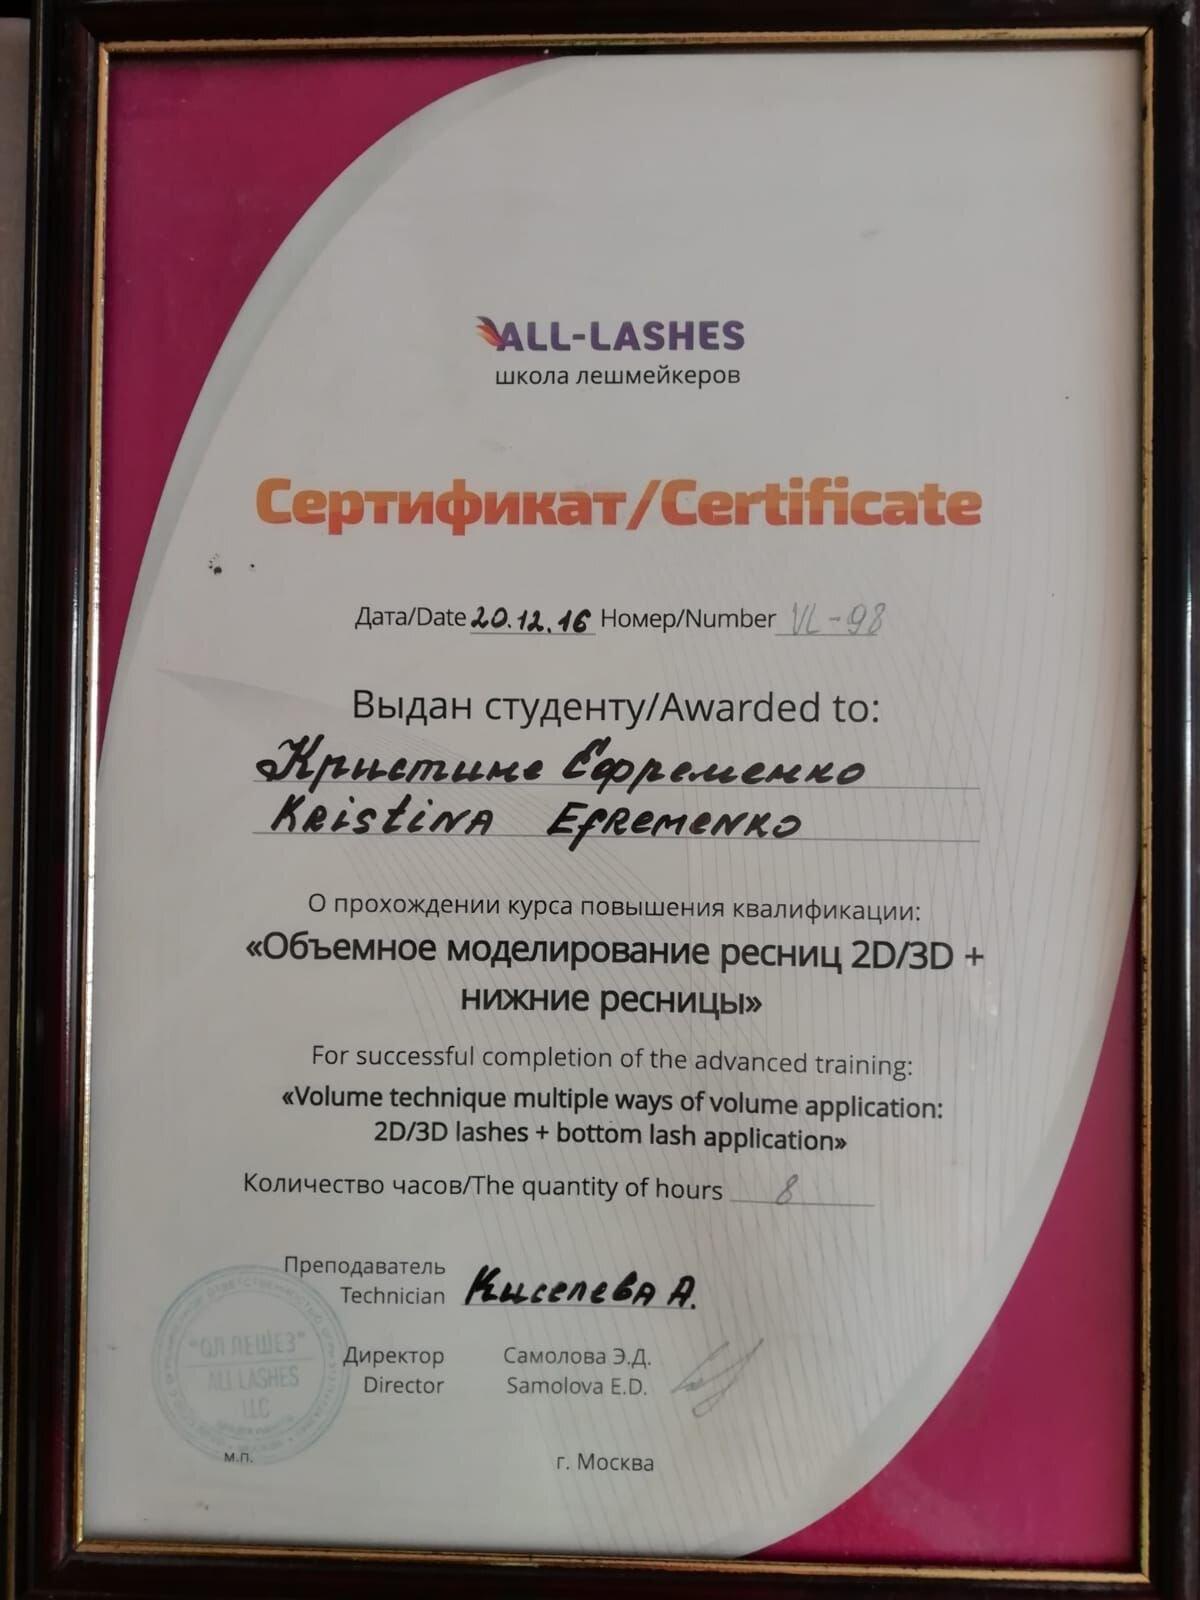 ALL-LASHES
школа лешмейкеров
Сертификат/Certificate
Дата/Date 20.12.16 Номер/Number VL-98
Выдан студенту/Awarded to:
Кристине Ефременко
Kristina Efremenko
О прохождении курса повышения квалификации:
«Объемное моделирование ресниц 2D/3D +
нижние ресницы»
For successful completion of the advanced training:
«Volume technique multiple ways of volume application:
2D/3D lashes + bottom lash application»
Количество часов/The quantity of hours 8
Преподаватель
Technician Киселева А.
Директор Самолова Э.Д.
Director Samolova E.D.
"ОЛ ЛЕШЕЗ"
ALL LASHES
LLC
м.п.
г. Москва